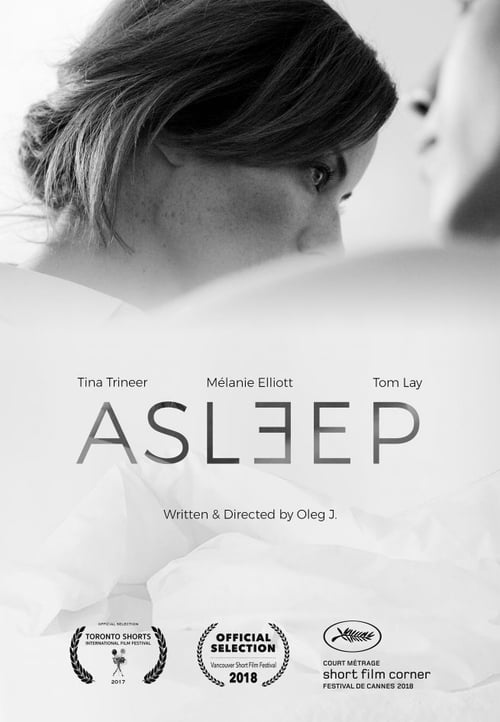 Tina Trineer Mélanie Elliott Tom Lay
ASLEEP
Written & Directed by Oleg J.
OFFICIAL SELECTION
TORONTO SHORTS
INTERNATIONAL FILM FESTIVAL
2017
OFFICIAL
SELECTION
Vancouver Short Film Festival
2018
COURT MÉTRAGE
short film corner
FESTIVAL DE CANNES 2018